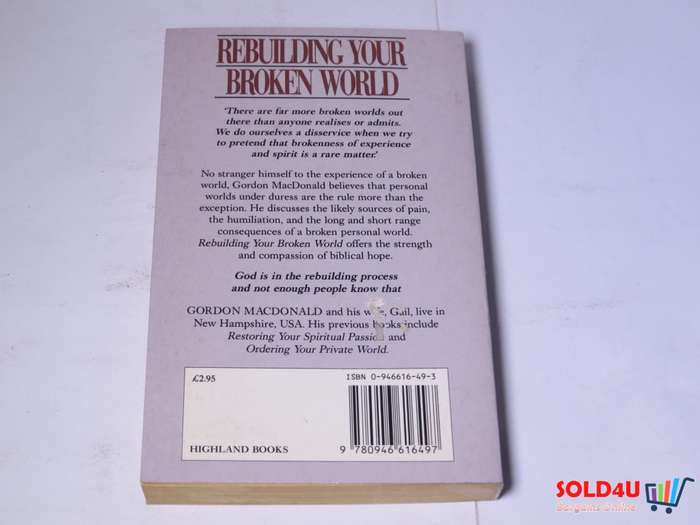 REBUILDING YOUR
BROKEN WORLD
'There are far more broken worlds out
there than anyone realises or admits.
We do ourselves a disservice when we try
to pretend that brokenness of experience
and spirit is a rare matter.'
No stranger himself to the experience of a broken
world, Gordon MacDonald believes that personal
worlds under duress are the rule more than the
exception. He discusses the likely sources of pain,
the humiliation, and the long and short range
consequences of a broken personal world.
Rebuilding Your Broken World offers the strength
and compassion of biblical hope.
God is in the rebuilding process
and not enough people know that
GORDON MACDONALD and his wife, Gail, live in
New Hampshire, USA. His previous books include
Restoring Your Spiritual Passion and
Ordering Your Private World.
£2.95
ISBN 0-946616-49-3
HIGHLAND BOOKS
9 780946 616497
SOLD4U
Bargains Online